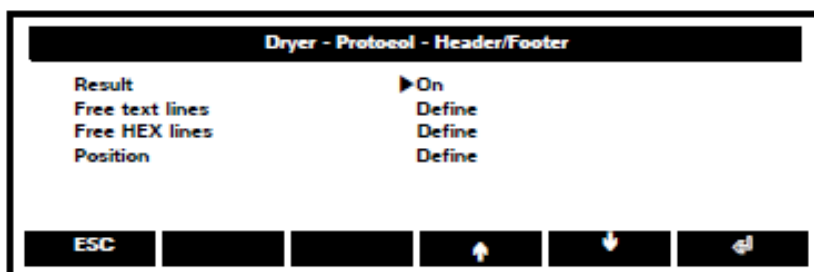 Dryer - Protocol - Header/Footer
Result ▶On
Free text lines Define
Free HEX lines Define
Position Define
ESC